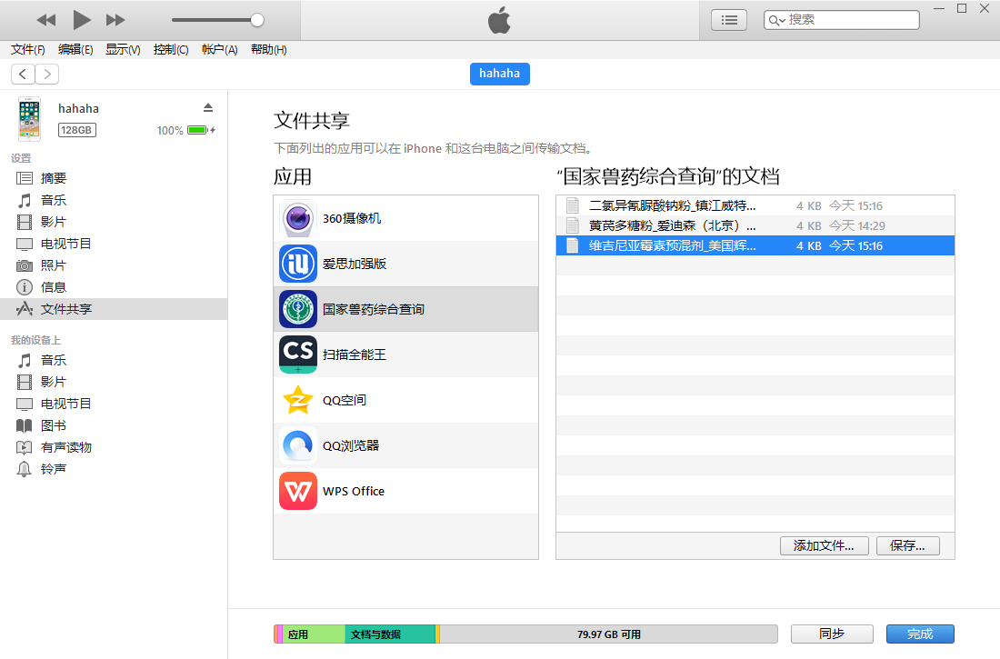 搜索
文件(F) 编辑(E) 显示(V) 控制(C) 帐户(A) 帮助(H)
hahaha
hahaha
128GB 100%
设置
摘要
音乐
影片
电视节目
照片
信息
文件共享
我的设备上
音乐
影片
电视节目
图书
有声读物
铃声
文件共享
下面列出的应用可以在 iPhone 和这台电脑之间传输文档。
应用
360摄像机
爱思加强版
国家兽药综合查询
CS 扫描全能王
QQ空间
QQ浏览器
WPS Office
“国家兽药综合查询”的文档
二氯异氰脲酸钠粉_镇江威特... 4 KB 今天 15:16
黄芪多糖粉_爱迪森（北京）... 4 KB 今天 14:29
维吉尼亚霉素预混剂_美国辉... 4 KB 今天 15:16
添加文件... 保存...
应用 文档与数据 79.97 GB 可用 同步 完成